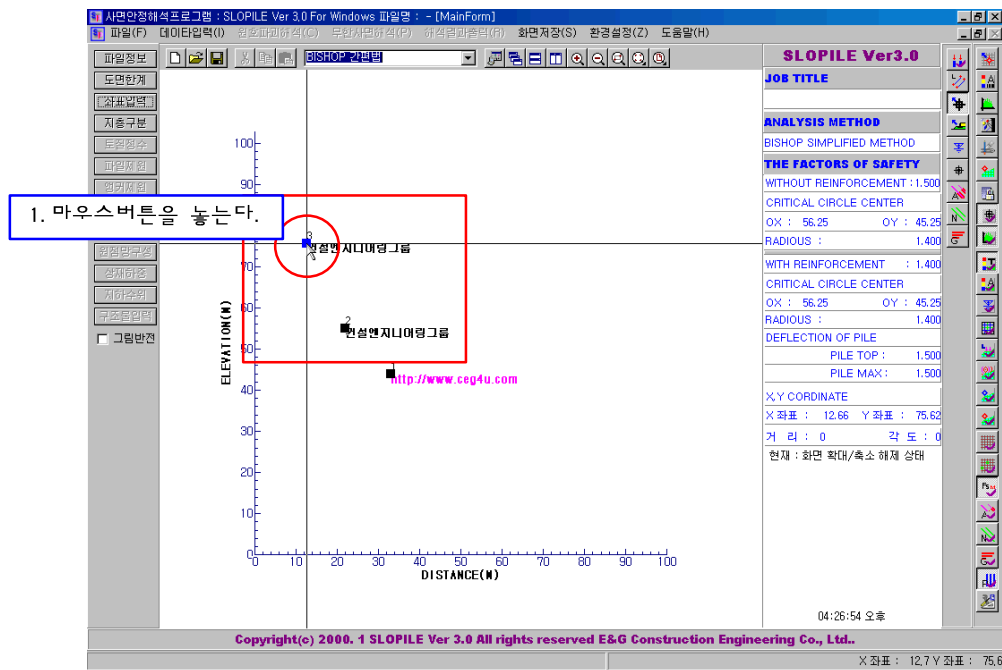 사면안정해석프로그램 : SLOPILE Ver 3,0 For Windows 파일명 : - [MainForm]
파일(F) 데이타입력(I) 원호파괴해석(C) 무한사면해석(P) 해석결과출력(R) 화면저장(S) 환경설정(Z) 도움말(H)
BISHOP 간편법
파일정보
도면한계
좌표입력
지층구분
토질정수
파일제원
앵커제원
1. 마우스버튼을 놓는다.
원점망구성
상재하중
지하수위
구조물입력
그림반전
ELEVATION(M)
100
90
70
60
50
40
30
20
10
0
0 10 20 30 40 50 60 70 80 90 100
DISTANCE(M)
3
건설엔지니어링그룹
2
건설엔지니어링그룹
1
http://www.ceg4u.com
SLOPILE Ver3.0
JOB TITLE
ANALYSIS METHOD
BISHOP SIMPLIFIED METHOD
THE FACTORS OF SAFETY
WITHOUT REINFORCEMENT : 1.500
CRITICAL CIRCLE CENTER
OX : 56.25 OY : 45.25
RADIOUS : 1.400
WITH REINFORCEMENT : 1.400
CRITICAL CIRCLE CENTER
OX : 56.25 OY : 45.25
RADIOUS : 1.400
DEFLECTION OF PILE
PILE TOP : 1.500
PILE MAX : 1.500
X,Y CORDINATE
X 좌표 : 12.66 Y 좌표 : 75.62
거 리 : 0 각 도 : 0
현재 : 화면 확대/축소 해제 상태
04:26:54 오후
Copyright(c) 2000. 1 SLOPILE Ver 3.0 All rights reserved E&G Construction Engineering Co., Ltd..
X 좌표 : 12,7 Y 좌표 : 75,6